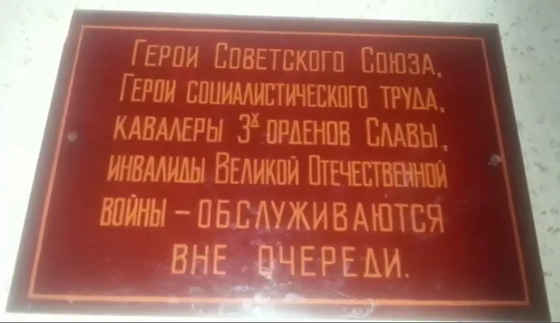 Герои Советского Союза,
Герои социалистического труда,
кавалеры 3х орденов Славы,
инвалиды Великой Отечественной
войны – обслуживаются
вне очереди.